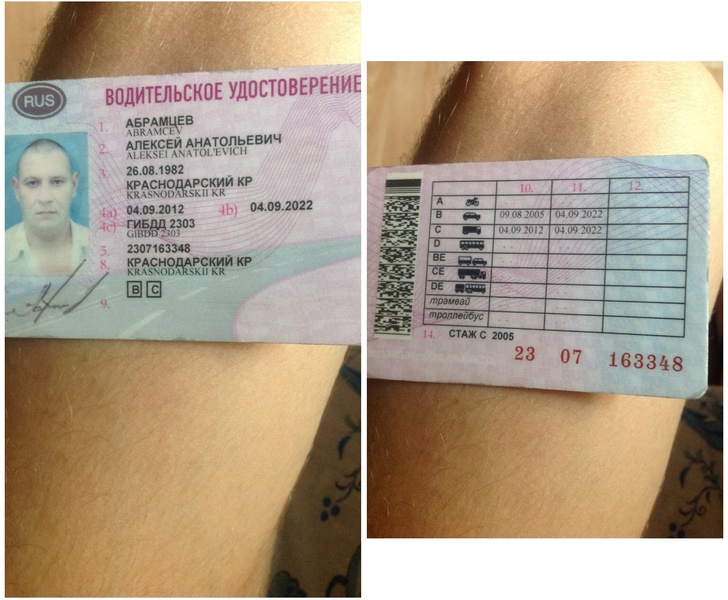 RUS
ВОДИТЕЛЬСКОЕ УДОСТОВЕРЕНИЕ
1. АБРАМЦЕВ
ABRAMCEV
2. АЛЕКСЕЙ АНАТОЛЬЕВИЧ
ALEKSEI ANATOL'EVICH
3. 26.08.1982
КРАСНОДАРСКИЙ КР
KRASNODARSKII KR
4a) 04.09.2012 4b) 04.09.2022
4c) ГИБДД 2303
GIBDD 2303
5. 2307163348
8. КРАСНОДАРСКИЙ КР
KRASNODARSKII KR
9. B C
10. 11. 12.
A
B 09.08.2005 04.09.2022
C 04.09.2012 04.09.2022
D
BE
CE
DE
трамвай
троллейбус
14. СТАЖ С 2005
23 07 163348